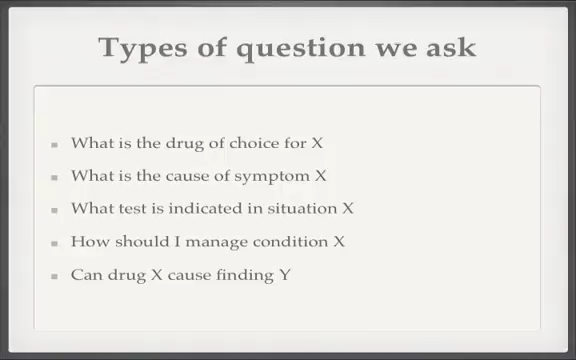 Types of question we ask
What is the drug of choice for X
What is the cause of symptom X
What test is indicated in situation X
How should I manage condition X
Can drug X cause finding Y